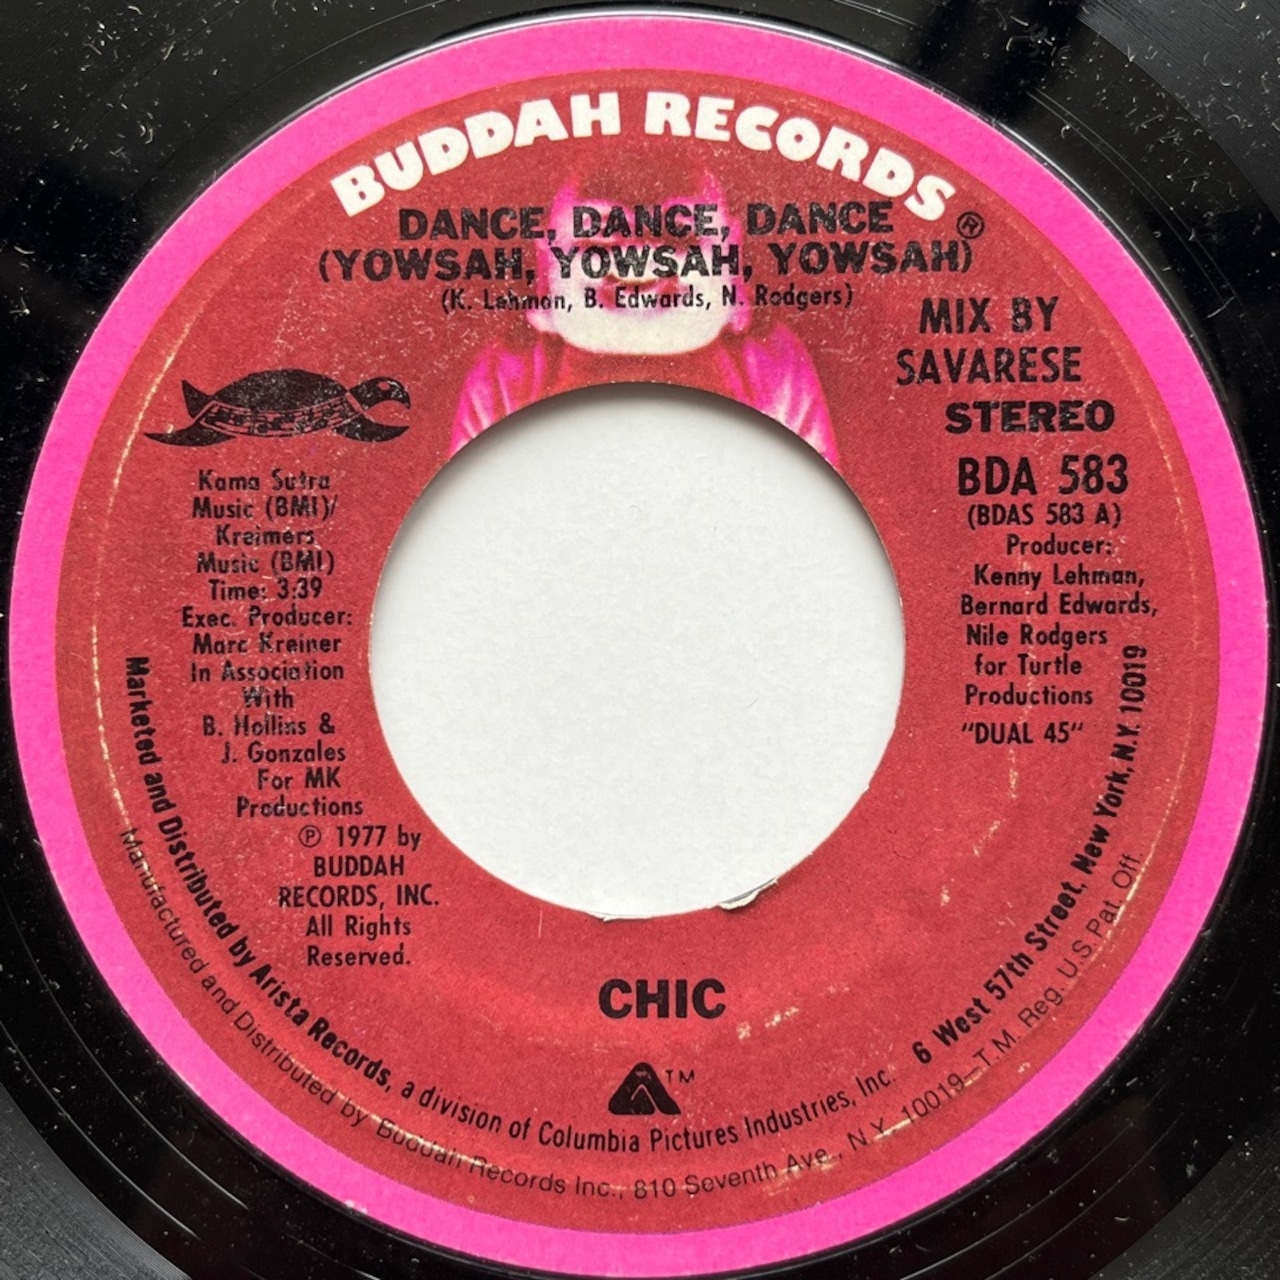 BUDDAH RECORDS®
DANCE, DANCE, DANCE
(YOWSAH, YOWSAH, YOWSAH)
(K. Lehman, B. Edwards, N. Rodgers)
MIX BY
SAVARESE
STEREO
BDA 583
(BDAS 583 A)
Producer:
Kenny Lehman,
Bernard Edwards,
Nile Rodgers
for Turtle
Productions
"DUAL 45"
Kama Sutra
Music (BMI)/
Kreimers
Music (BMI)
Time: 3:39
Exec. Producer:
Marc Kreiner
In Association
With
B. Hollins &
J. Gonzales
For MK
Productions
℗ 1977 by
BUDDAH
RECORDS, INC.
All Rights
Reserved.
CHIC
TM
Marketed and Distributed by Arista Records, a division of Columbia Pictures Industries, Inc. 6 West 57th Street, New York, N.Y. 10019
Manufactured and Distributed by Buddah Records Inc., 810 Seventh Ave., N.Y. 10019—T.M. Reg. U.S. Pat. Off.